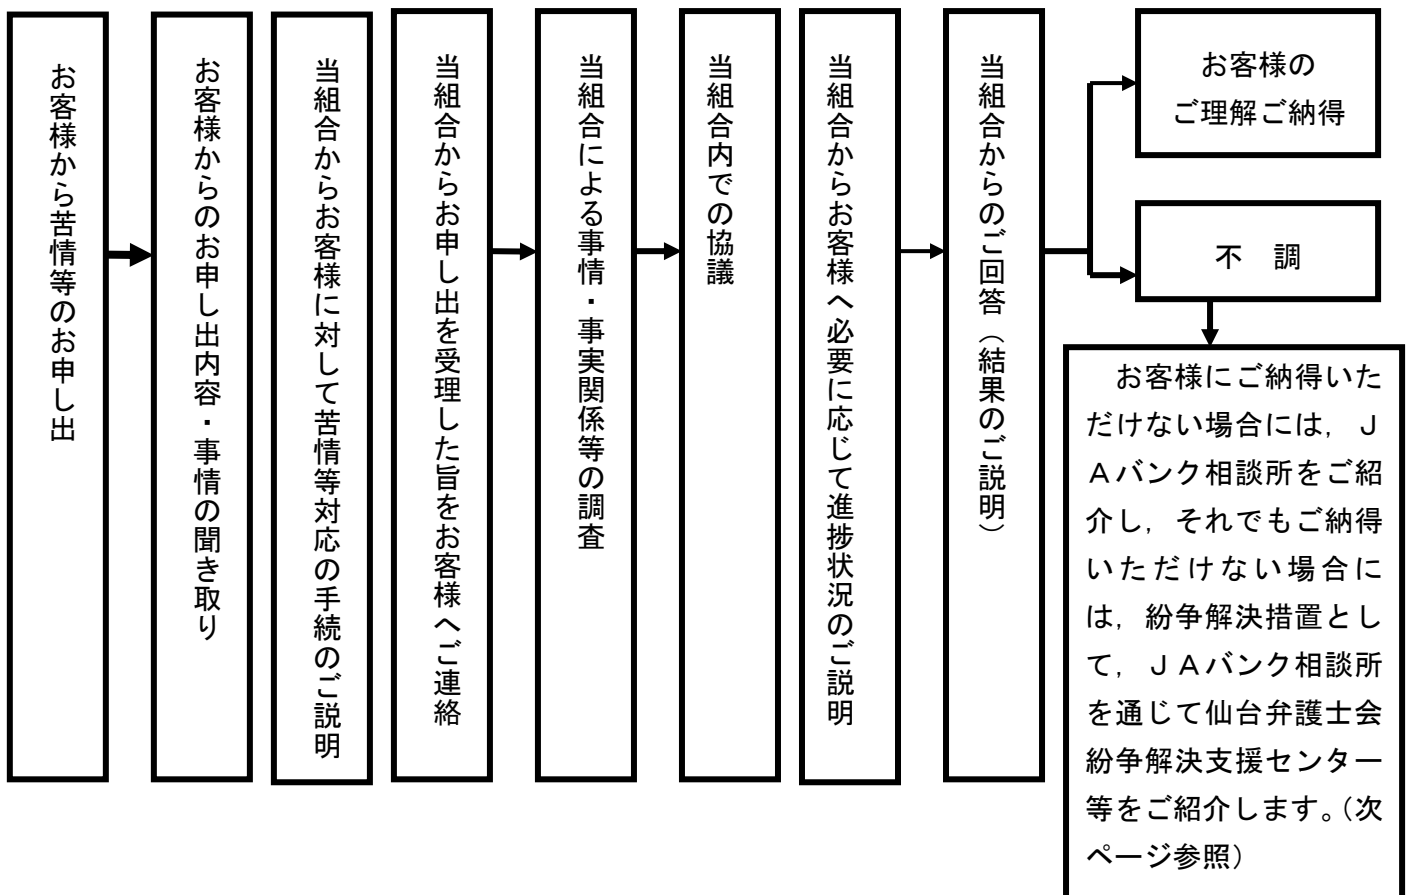 お客様から苦情等のお申し出
お客様からのお申し出内容・事情の聞き取り
当組合からお客様に対して苦情等対応の手続のご説明
当組合からお申し出を受理した旨をお客様へご連絡
当組合による事情・事実関係等の調査
当組合内での協議
当組合からお客様へ必要に応じて進捗状況のご説明
当組合からのご回答（結果のご説明）
お客様の
ご理解ご納得
不　調
　お客様にご納得いた
だけない場合には，Ｊ
Ａバンク相談所をご紹
介し，それでもご納得
いただけない場合に
は，紛争解決措置とし
て，ＪＡバンク相談所
を通じて仙台弁護士会
紛争解決支援センター
等をご紹介します。（次
ページ参照）